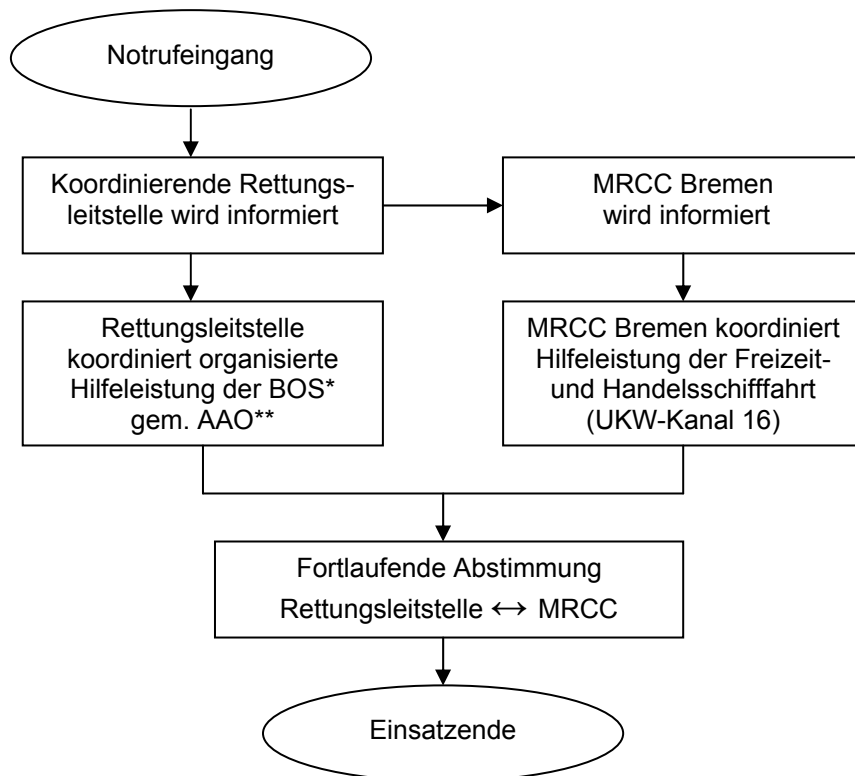 Notrufeingang
Koordinierende Rettungs-
leitstelle wird informiert
MRCC Bremen
wird informiert
Rettungsleitstelle
koordiniert organisierte
Hilfeleistung der BOS*
gem. AAO**
MRCC Bremen koordiniert
Hilfeleistung der Freizeit-
und Handelsschifffahrt
(UKW-Kanal 16)
Fortlaufende Abstimmung
Rettungsleitstelle ↔ MRCC
Einsatzende